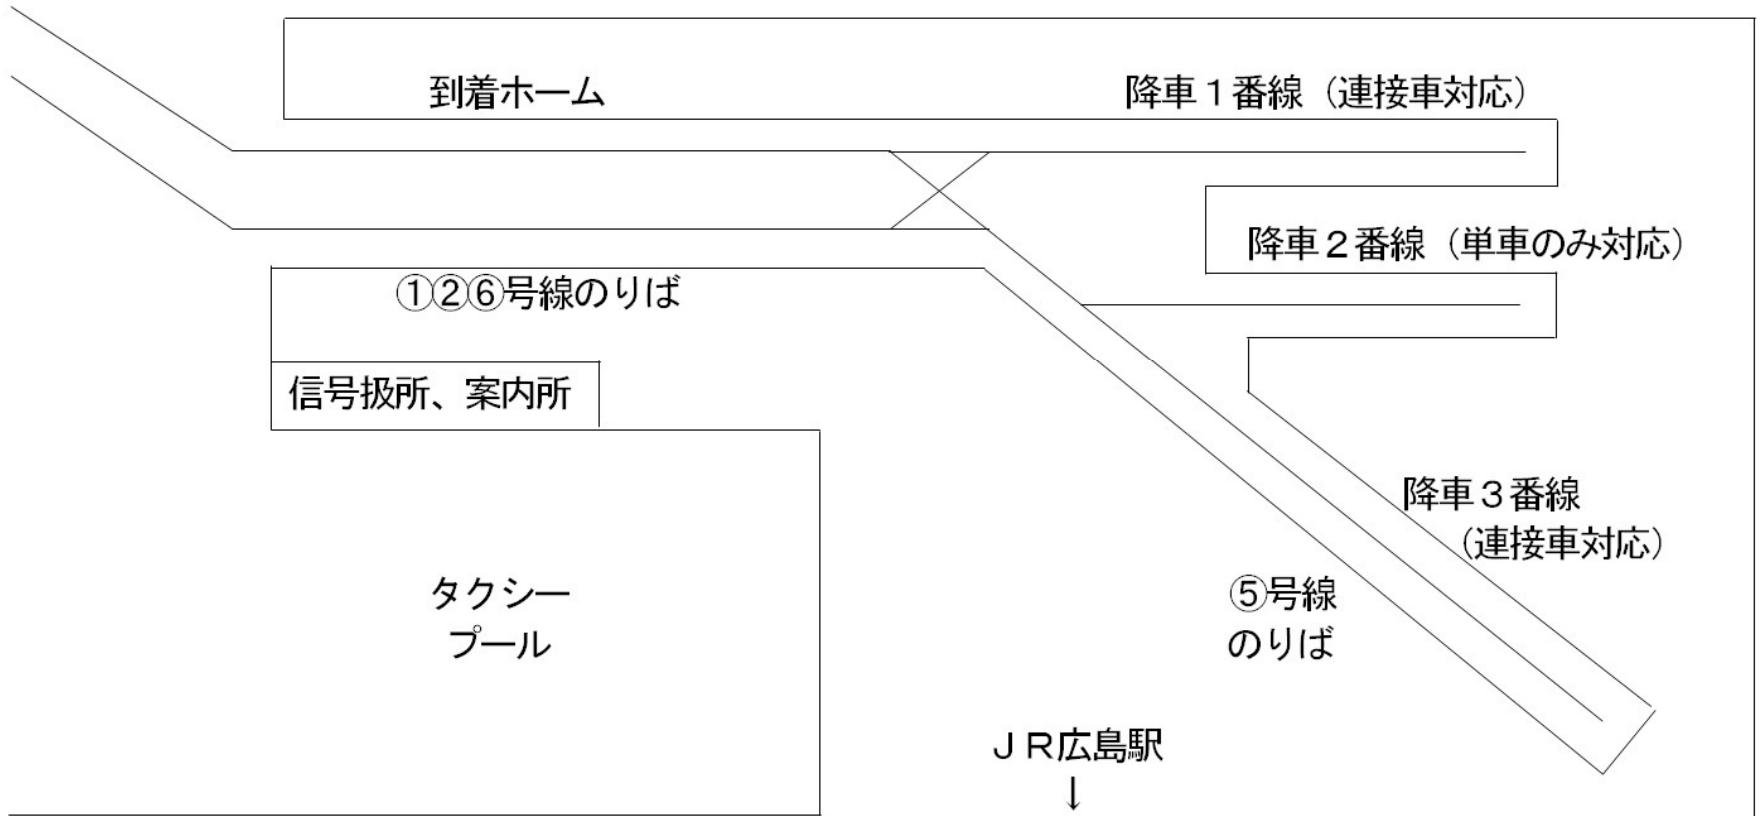 到着ホーム
降車１番線（連接車対応）
降車２番線（単車のみ対応）
①②⑥号線のりば
信号扱所、案内所
降車３番線
（連接車対応）
タクシー
プール
⑤号線
のりば
ＪＲ広島駅
↓